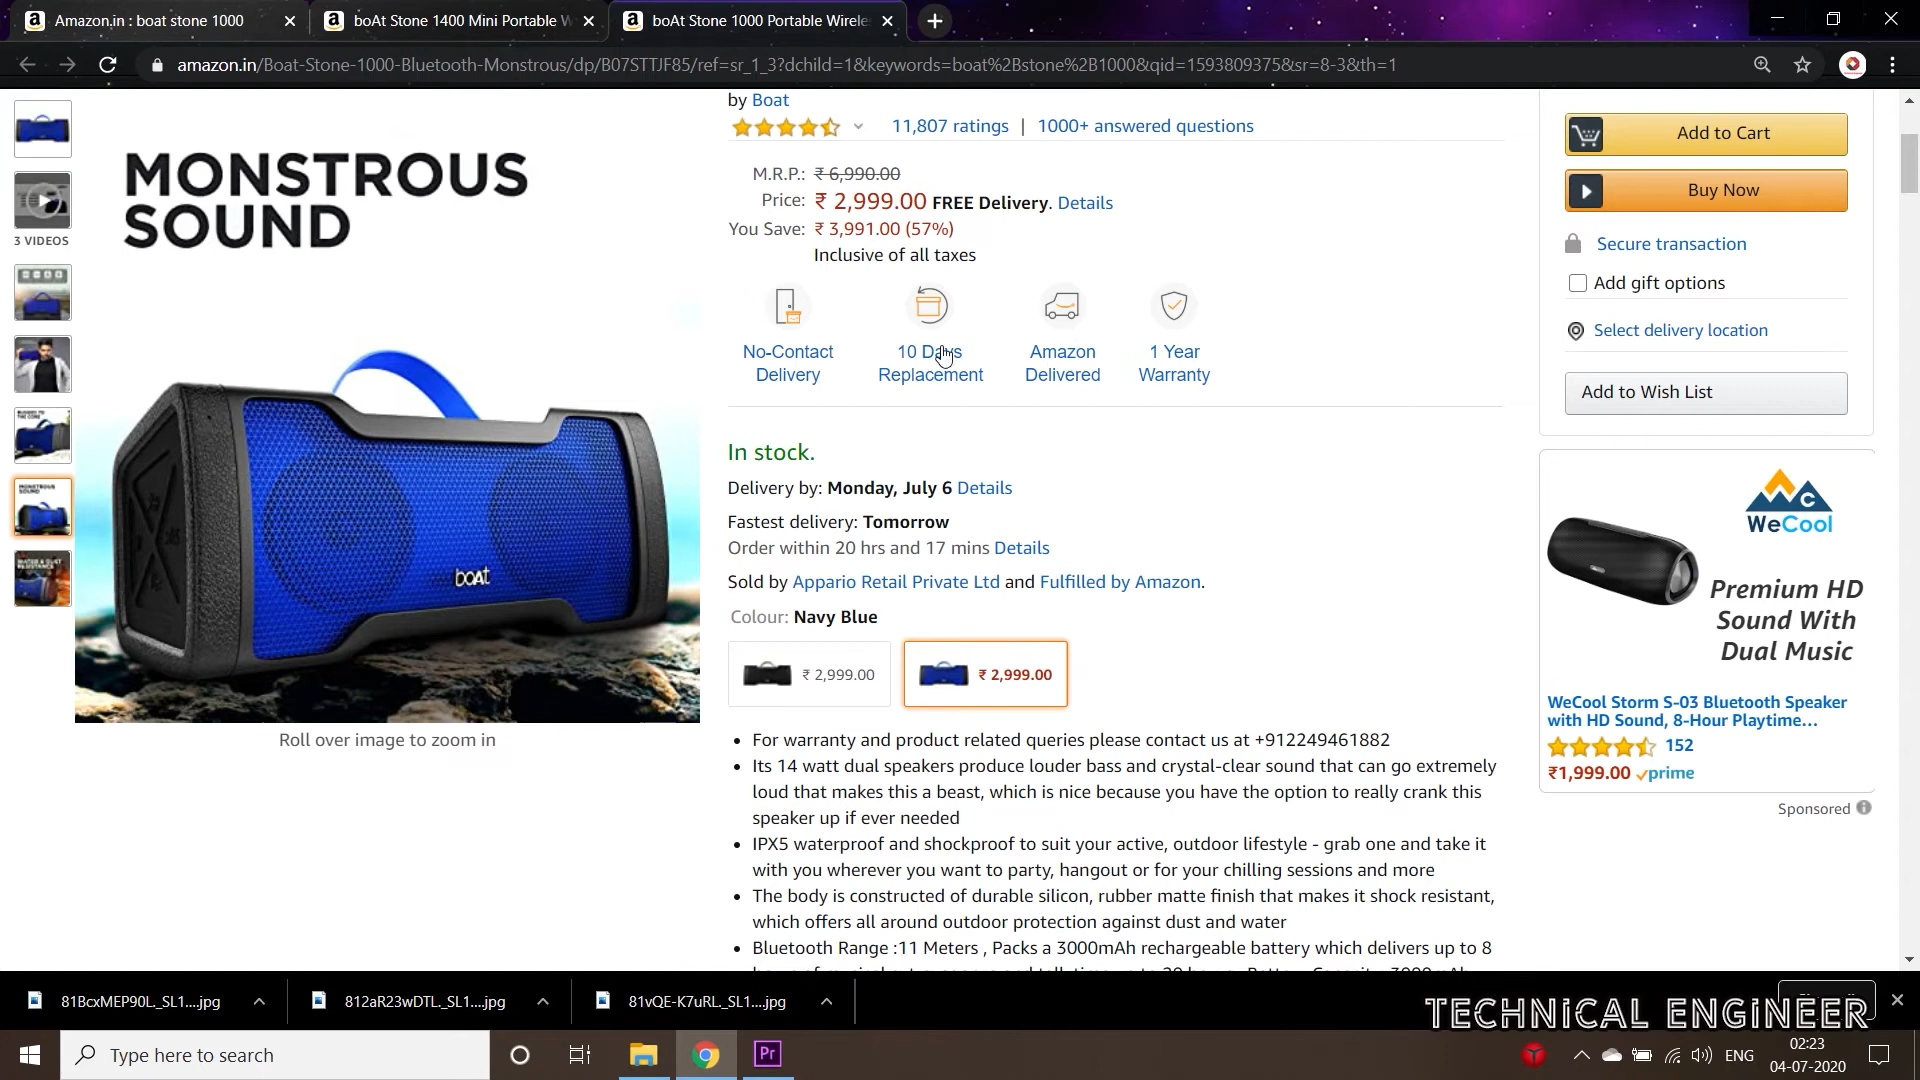 Amazon.in : boat stone 1000
boAt Stone 1400 Mini Portable W
boAt Stone 1000 Portable Wirele
amazon.in/Boat-Stone-1000-Bluetooth-Monstrous/dp/B07STTJF85/ref=sr_1_3?dchild=1&keywords=boat%2Bstone%2B1000&qid=1593809375&sr=8-3&th=1
3 VIDEOS
MONSTROUS
SOUND
boAt
Roll over image to zoom in
by Boat
11,807 ratings | 1000+ answered questions
M.R.P.: ₹ 6,990.00
Price: ₹ 2,999.00 FREE Delivery. Details
You Save: ₹ 3,991.00 (57%)
Inclusive of all taxes
No-Contact
Delivery
10 Days
Replacement
Amazon
Delivered
1 Year
Warranty
In stock.
Delivery by: Monday, July 6 Details
Fastest delivery: Tomorrow
Order within 20 hrs and 17 mins Details
Sold by Appario Retail Private Ltd and Fulfilled by Amazon.
Colour: Navy Blue
₹ 2,999.00
₹ 2,999.00
• For warranty and product related queries please contact us at +912249461882
• Its 14 watt dual speakers produce louder bass and crystal-clear sound that can go extremely
loud that makes this a beast, which is nice because you have the option to really crank this
speaker up if ever needed
• IPX5 waterproof and shockproof to suit your active, outdoor lifestyle - grab one and take it
with you wherever you want to party, hangout or for your chilling sessions and more
• The body is constructed of durable silicon, rubber matte finish that makes it shock resistant,
which offers all around outdoor protection against dust and water
• Bluetooth Range :11 Meters , Packs a 3000mAh rechargeable battery which delivers up to 8
Add to Cart
Buy Now
Secure transaction
Add gift options
Select delivery location
Add to Wish List
WeCool
Premium HD
Sound With
Dual Music
WeCool Storm S-03 Bluetooth Speaker
with HD Sound, 8-Hour Playtime...
152
₹1,999.00 prime
Sponsored
81BcxMEP90L._SL1....jpg
812aR23wDTL._SL1....jpg
81vQE-K7uRL._SL1....jpg
TECHNICAL ENGINEER
Type here to search
Pr
ENG
02:23
04-07-2020